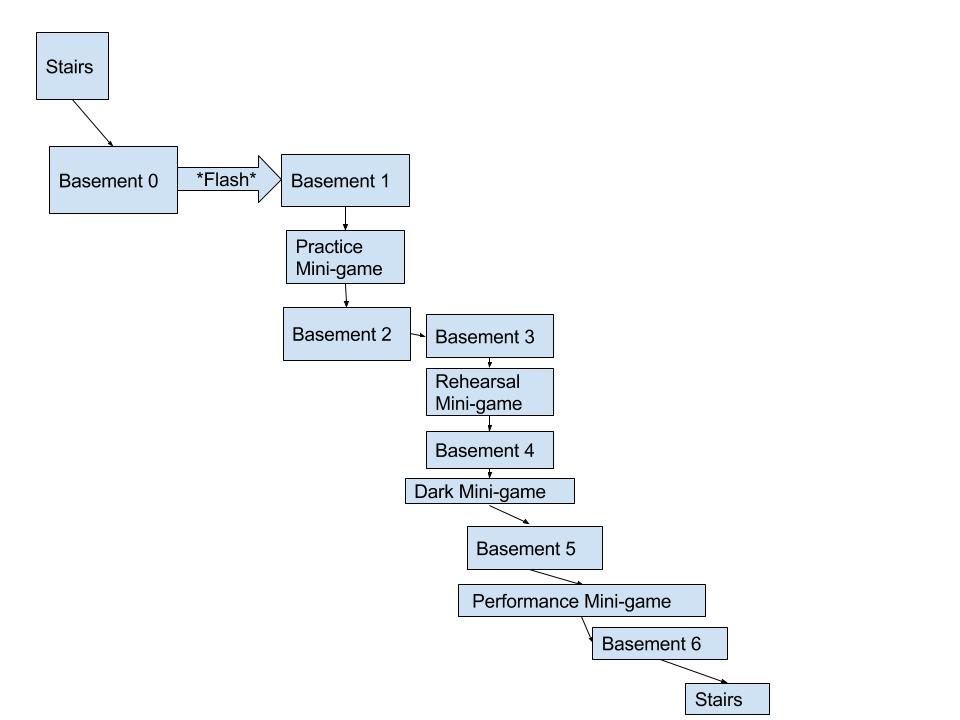 Stairs
Basement 0
*Flash*
Basement 1
Practice
Mini-game
Basement 2
Basement 3
Rehearsal
Mini-game
Basement 4
Dark Mini-game
Basement 5
Performance Mini-game
Basement 6
Stairs